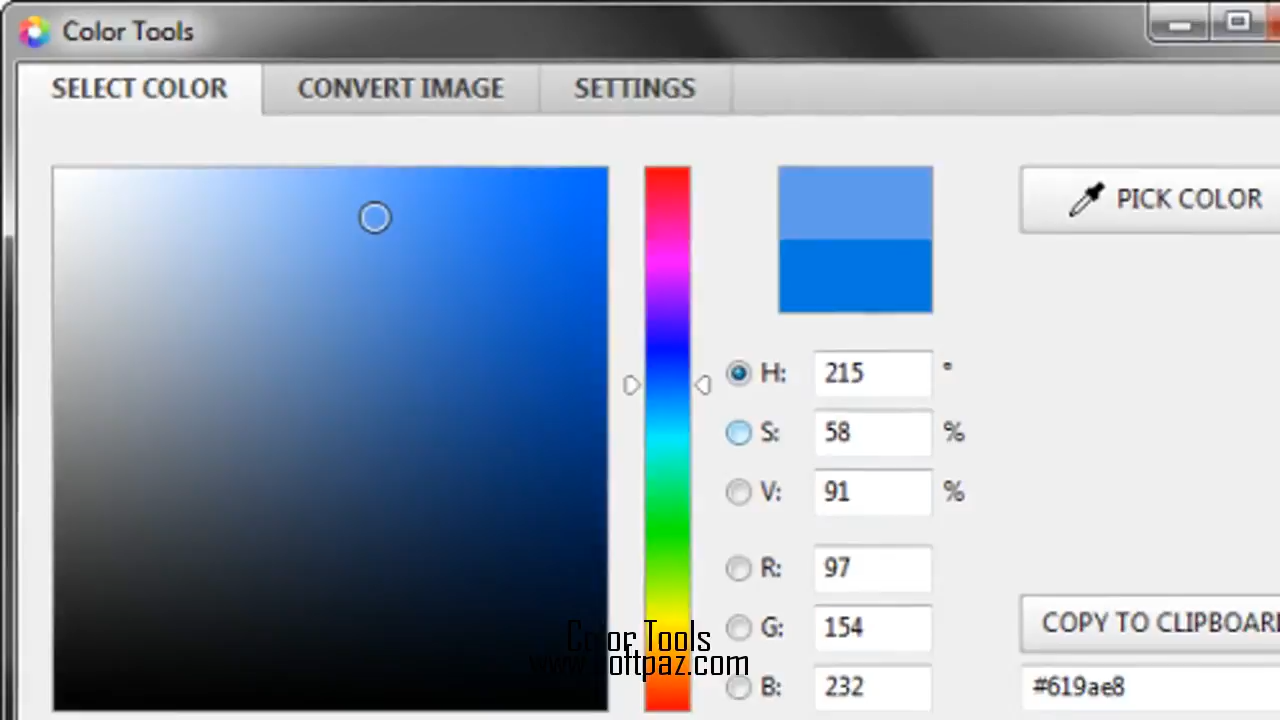 Color Tools
SELECT COLOR CONVERT IMAGE SETTINGS
PICK COLOR
H: 215 °
S: 58 %
V: 91 %
R: 97
G: 154
B: 232
COPY TO CLIPBOARD
#619ae8
Color Tools
www.softpaz.com